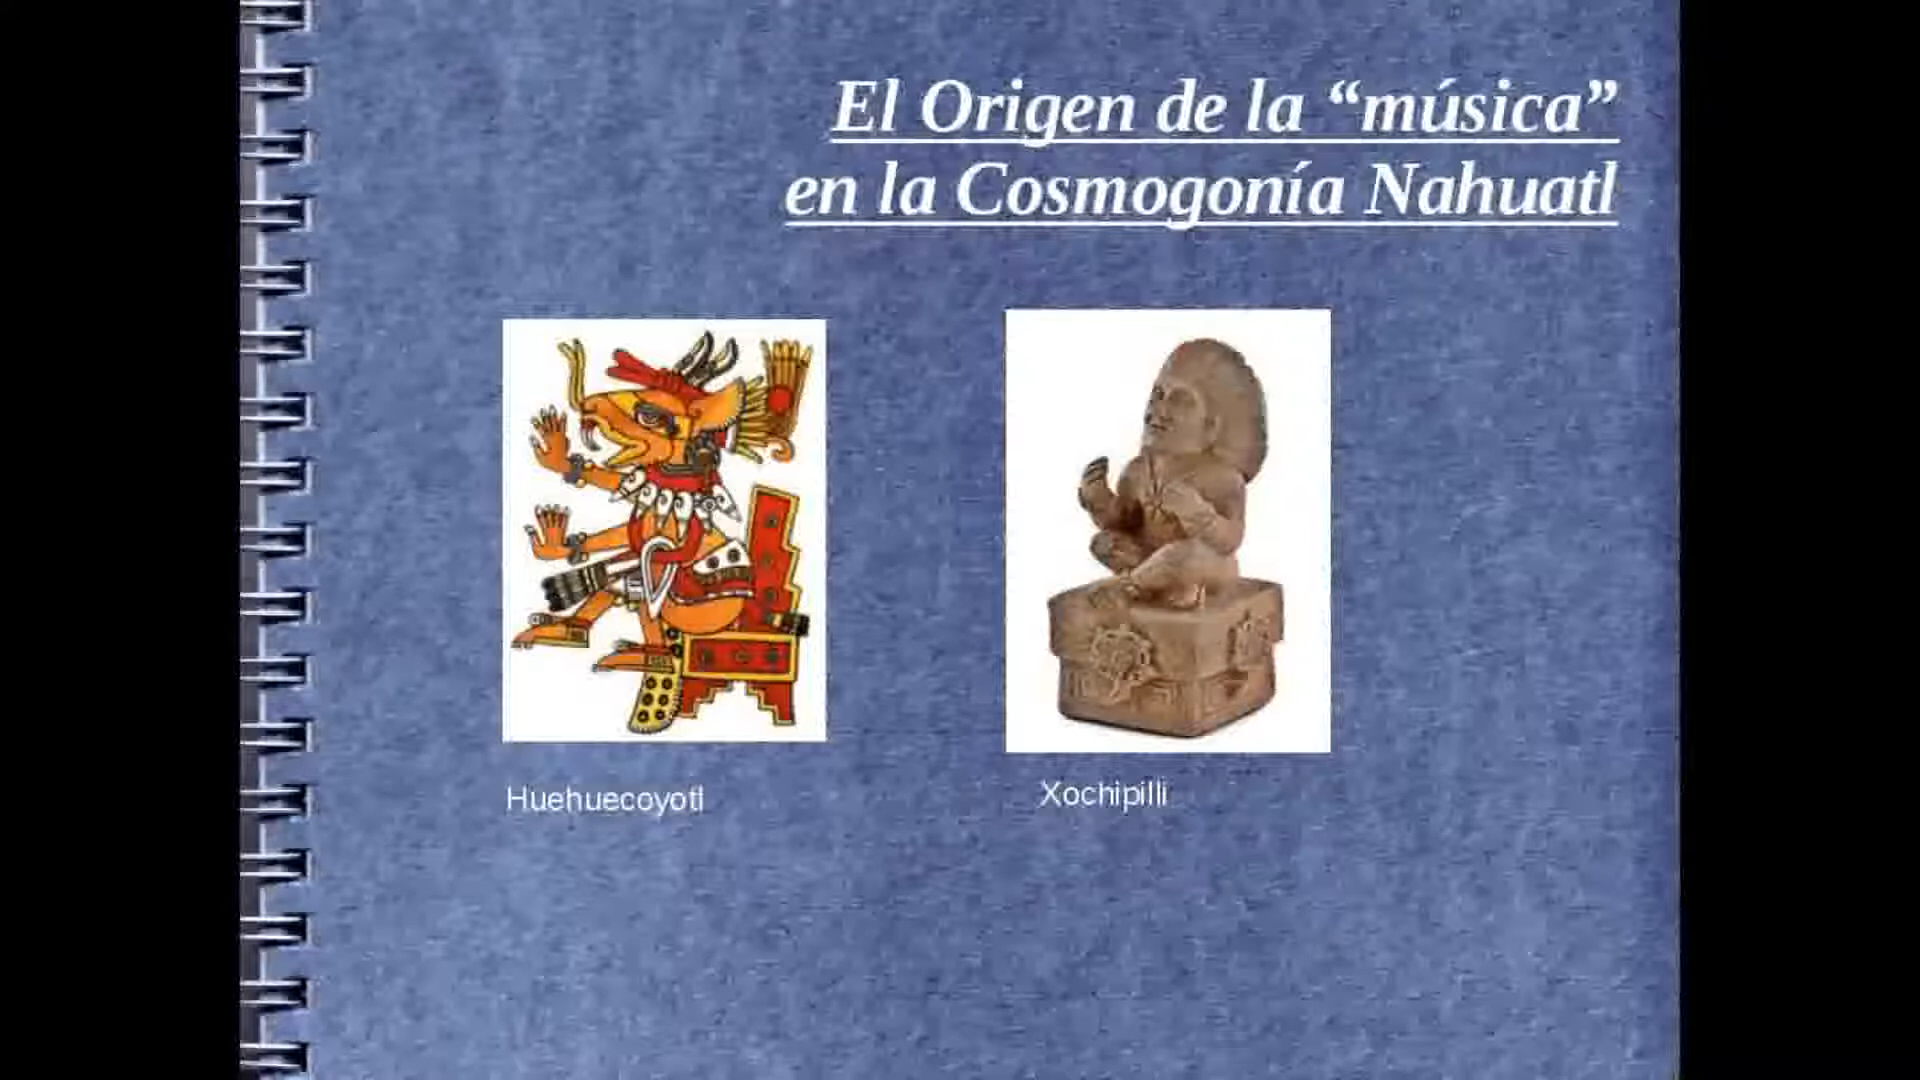 El Origen de la “música”
en la Cosmogonía Nahuatl
Huehuecoyotl
Xochipilli